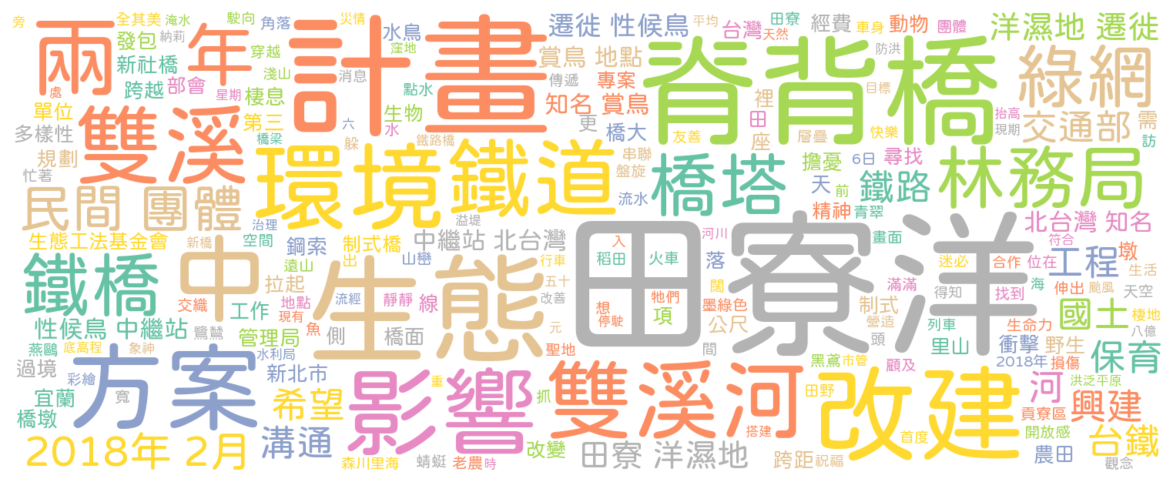 旁 全其美 淹水 駛向 角落 災情 水鳥 遷徙 性候鳥 台灣 田寮 平均 天然 經費 車身 動物 團體 洋濕地 遷徙
兩年 計畫 脊背橋 綠網
發包 納莉 穿越 窪地 賞鳥 地點 防洪
新社橋 淺山 消息 傳遞 專案 目標
處 跨越 部會 星期 棲息 點水 知名 賞鳥 裡 抬高
單位 第三 生物 更 田 現期 交通部 需
多樣性 雙溪 橋梁 六 水 橋大 座 友善 層疊 快樂 訪
規劃 躲 鐵路橋 串聯 擔憂 6日 尋找
忙著 環境 鐵道 盤旋 橋塔 天 前 鐵路 林務局
民間 團體 流水 精神 青翠 北台灣 知名
治理 溢堤 河川 畫面 符合
生態工法基金會 新橋 空間 鋼索 制式橋 中繼站 北台灣 入 田寮洋
鐵橋 中 遠山 出 山巒 生態 行車 稻田 火車 落 迷必 合作 位在 工程 墩
拉起 五十 闊 滿滿 得知 找到 海 颱風 生活 天空
交織 地點 流經 靜靜 線 改善 想 牠們 墨綠色 制式 伸出 棲地
性候鳥 中繼站 工作 現有 魚 停駛 項 公尺 營造 列車 生命力 國土 八億
鷺鷥 管理局 側 橋面 元 間 頭 里山 衝擊 野生
燕鷗 底高程 象神 水利局 聖地 黑鳶 市管 顧及 2018年 損傷 保育
過境 方案 新北市 影響 重 雙溪河 改建 河 洪泛平原
彩繪 宜蘭 寬 希望 抓 田野 貢寮區 興建
橋墩 搭建 首度 開放感 台鐵
2018年 2月 溝通 改變 田寮 洋濕地 跨距 農田
森川里海 蜻蜓 老農 時 祝福 觀念